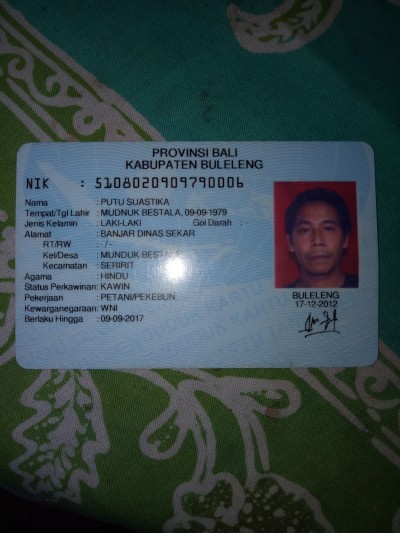 PROVINSI BALI
KABUPATEN BULELENG
NIK : 5108020909790006
Nama : PUTU SUASTIKA
Tempat/Tgl Lahir : MUDNUK BESTALA, 09-09-1979
Jenis Kelamin : LAKI-LAKI Gol Darah : -
Alamat : BANJAR DINAS SEKAR
RT/RW : - / -
Kel/Desa : MUNDUK BESTALA
Kecamatan : SERIRIT
Agama : HINDU
Status Perkawinan: KAWIN
Pekerjaan : PETANI/PEKEBUN
Kewarganegaraan: WNI
Berlaku Hingga : 09-09-2017
BULELENG
17-12-2012